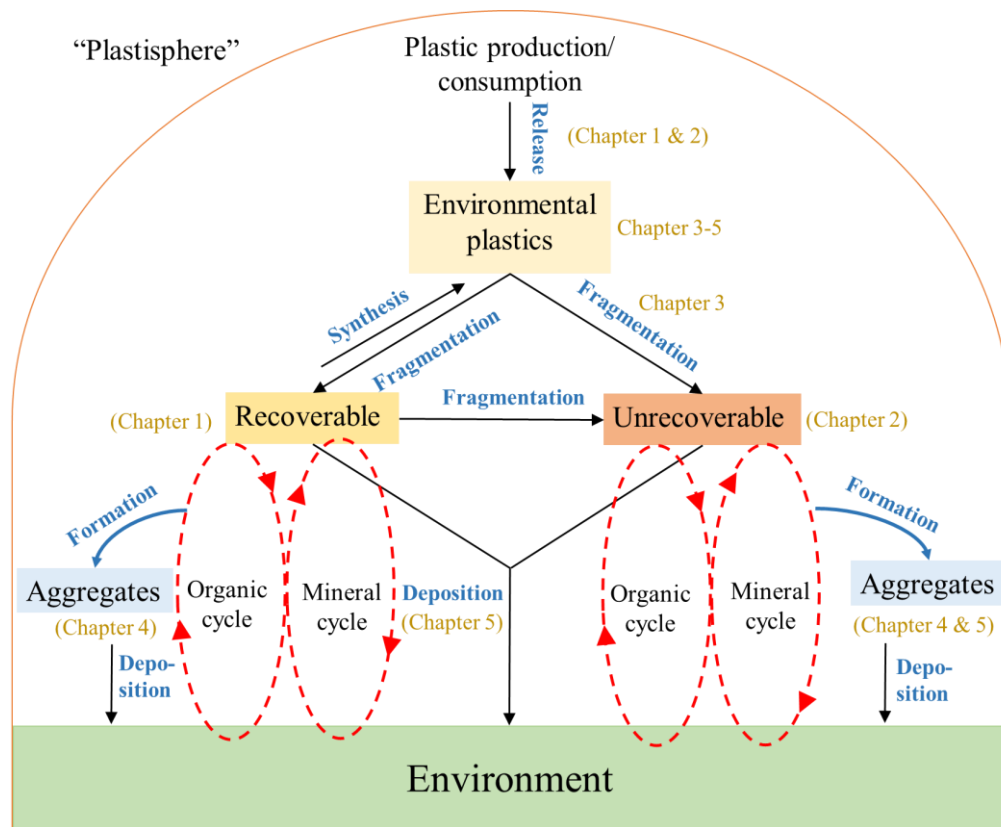 “Plastisphere”
Plastic production/
consumption
Release
(Chapter 1 & 2)
Environmental
plastics
Chapter 3-5
Synthesis
Fragmentation
Fragmentation
Chapter 3
(Chapter 1)
Recoverable
Fragmentation
Unrecoverable
(Chapter 2)
Formation
Formation
Aggregates
(Chapter 4)
Organic
cycle
Mineral
cycle
Deposition
(Chapter 5)
Organic
cycle
Mineral
cycle
Aggregates
(Chapter 4 & 5)
Depo-
sition
Depo-
sition
Environment